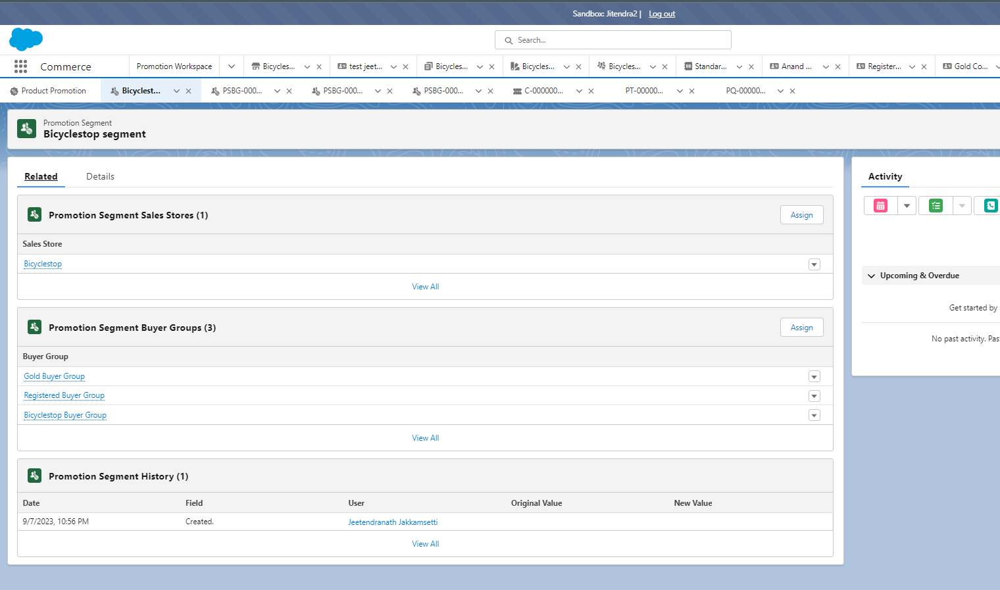 Sandbox: Jitendra2 | Log out
Search...
Commerce
Promotion Workspace
Bicycles...
test jeet...
Bicycles...
Bicycles...
Bicycles...
Standar...
Anand ...
Register...
Gold Co...
Product Promotion
Bicyclest...
PSBG-000...
PSBG-000...
PSBG-000...
C-000000...
PT-00000...
PQ-00000...
Promotion Segment
Bicyclestop segment
Related
Details
Promotion Segment Sales Stores (1)
Assign
Sales Store
Bicyclestop
View All
Promotion Segment Buyer Groups (3)
Assign
Buyer Group
Gold Buyer Group
Registered Buyer Group
Bicyclestop Buyer Group
View All
Promotion Segment History (1)
Date Field User Original Value New Value
9/7/2023, 10:56 PM Created. Jeetendranath Jakkamsetti
View All
Activity
Upcoming & Overdue
Get started by
No past activity. Past